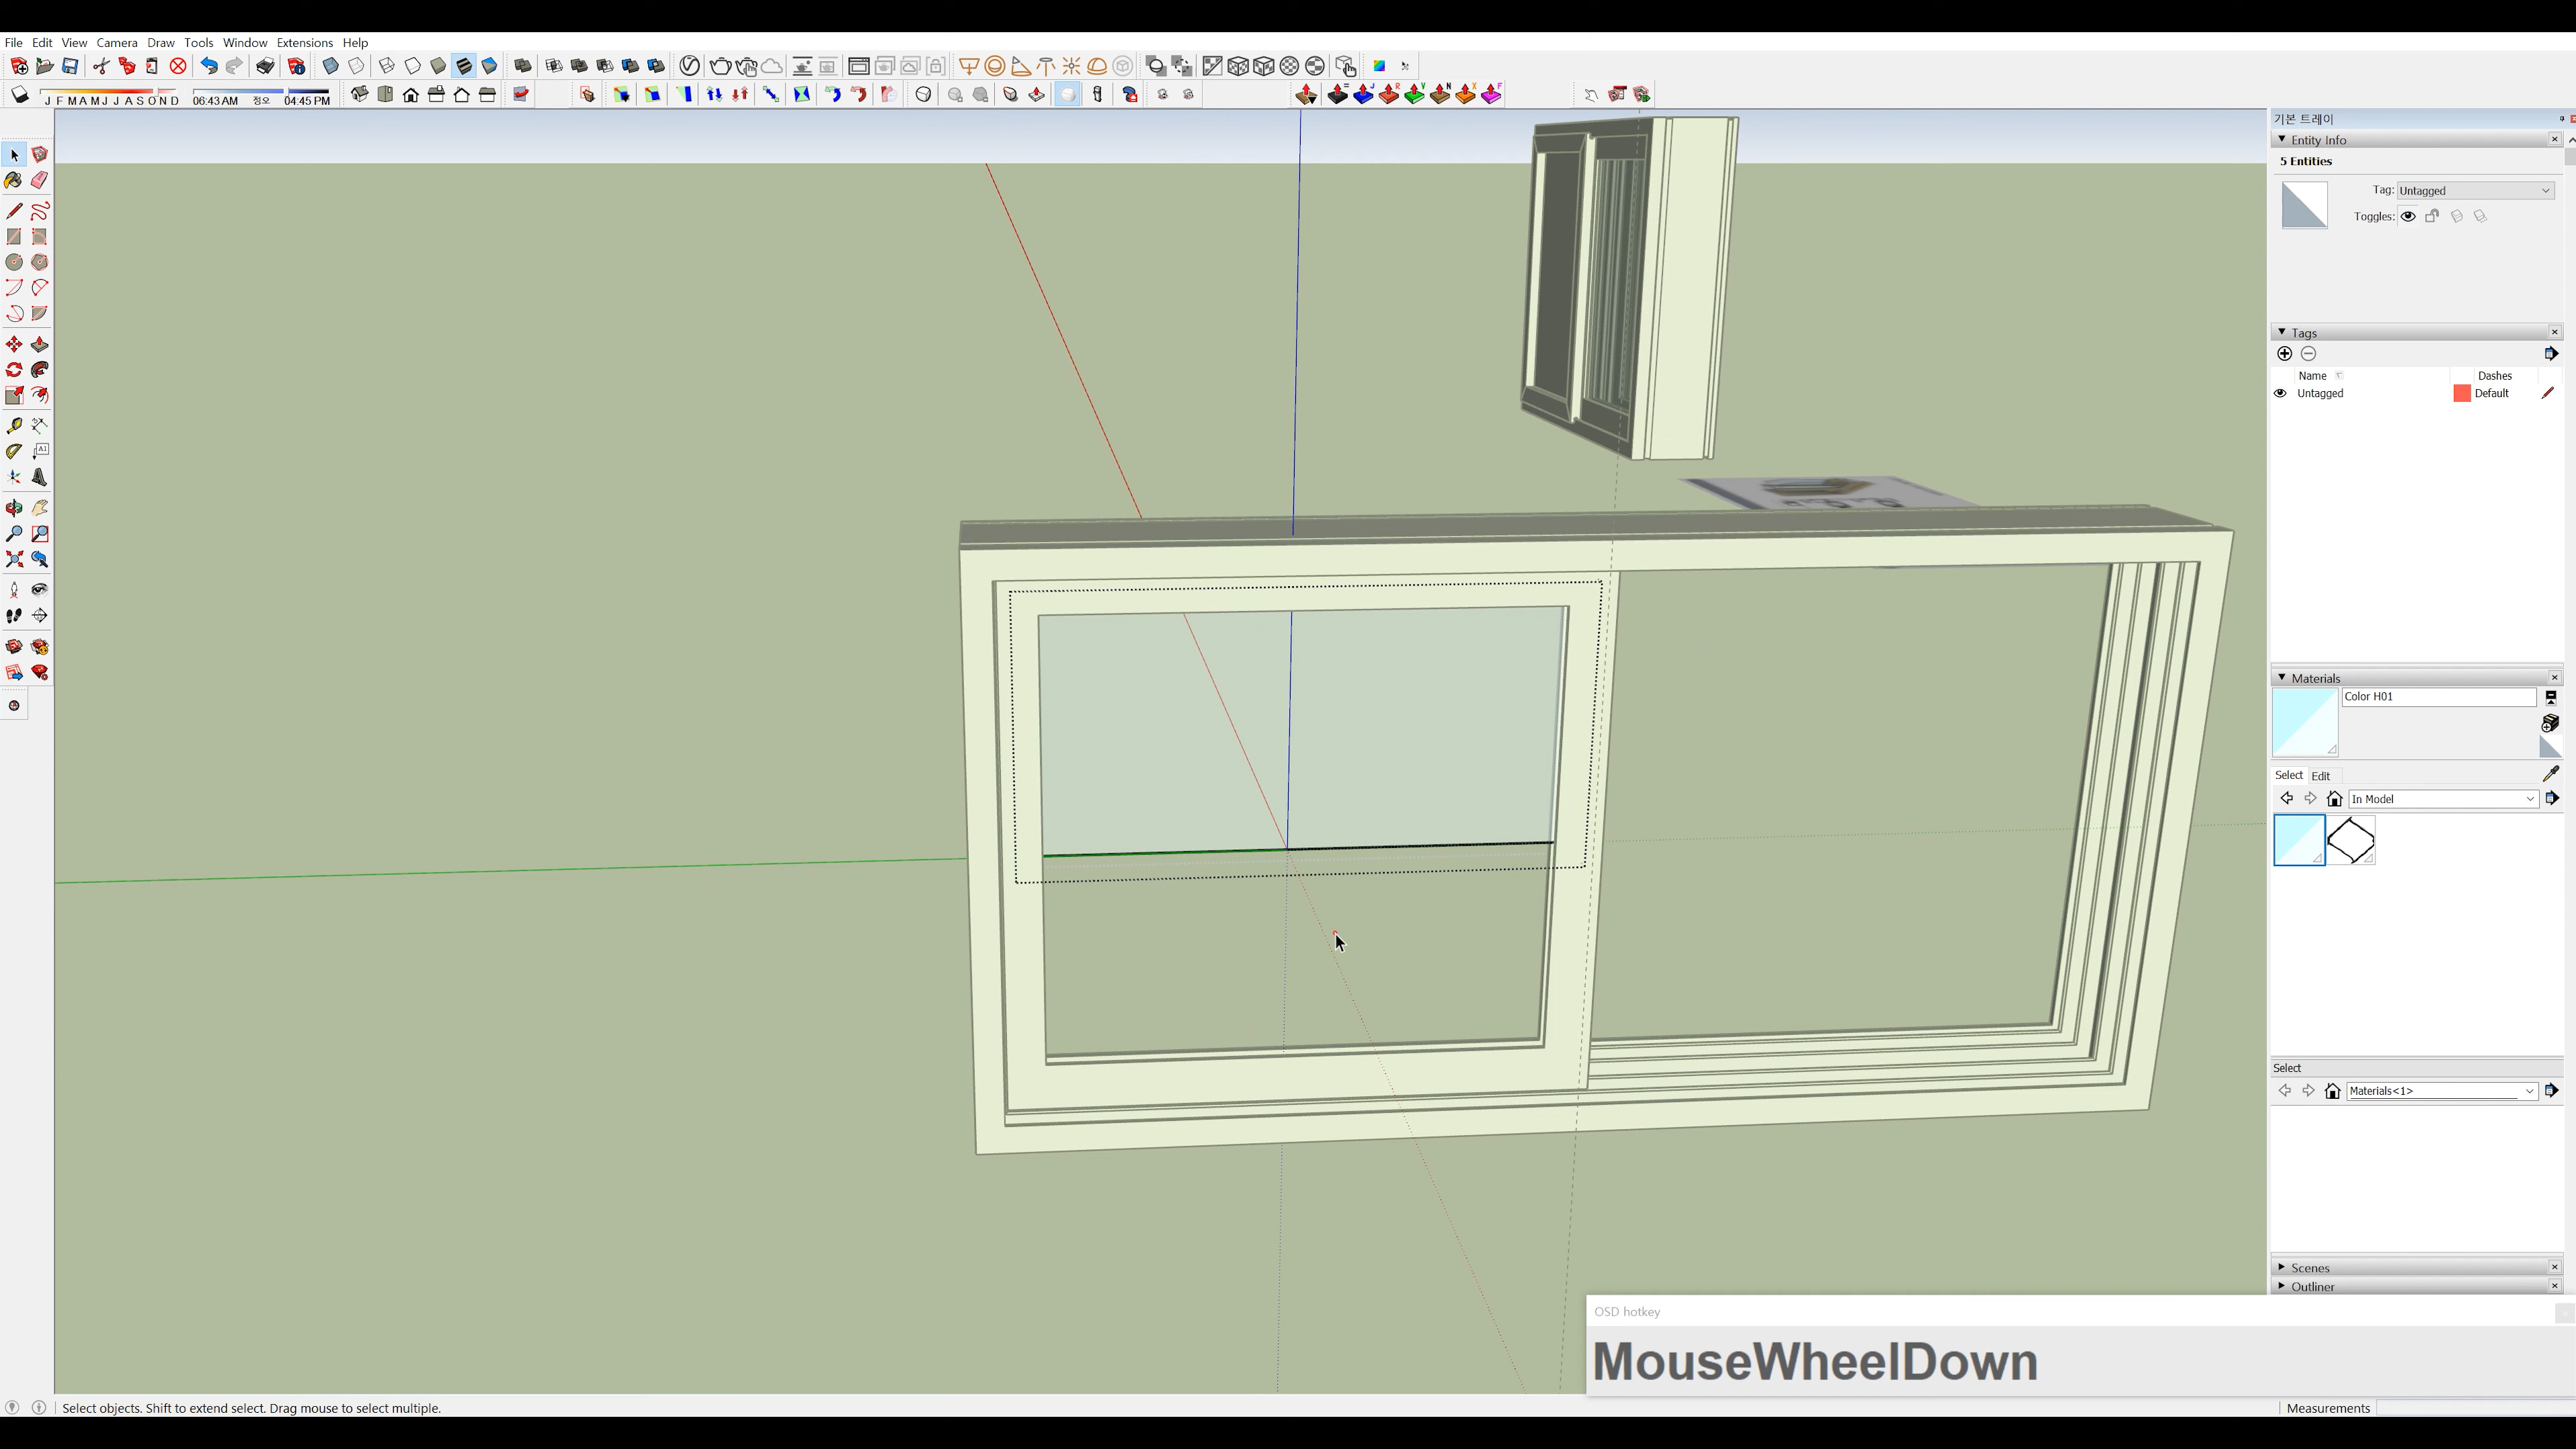 File Edit View Camera Draw Tools Window Extensions Help
J F M A M J J A S O N D 06:43 AM 정오 04:45 PM
기본 트레이
Entity Info
5 Entities
Tag: Untagged
Toggles:
Tags
Name Dashes
Untagged Default
Materials
Color H01
Select Edit
In Model
Select
Materials<1>
Scenes
Outliner
OSD hotkey
MouseWheelDown
Select objects. Shift to extend select. Drag mouse to select multiple.
Measurements